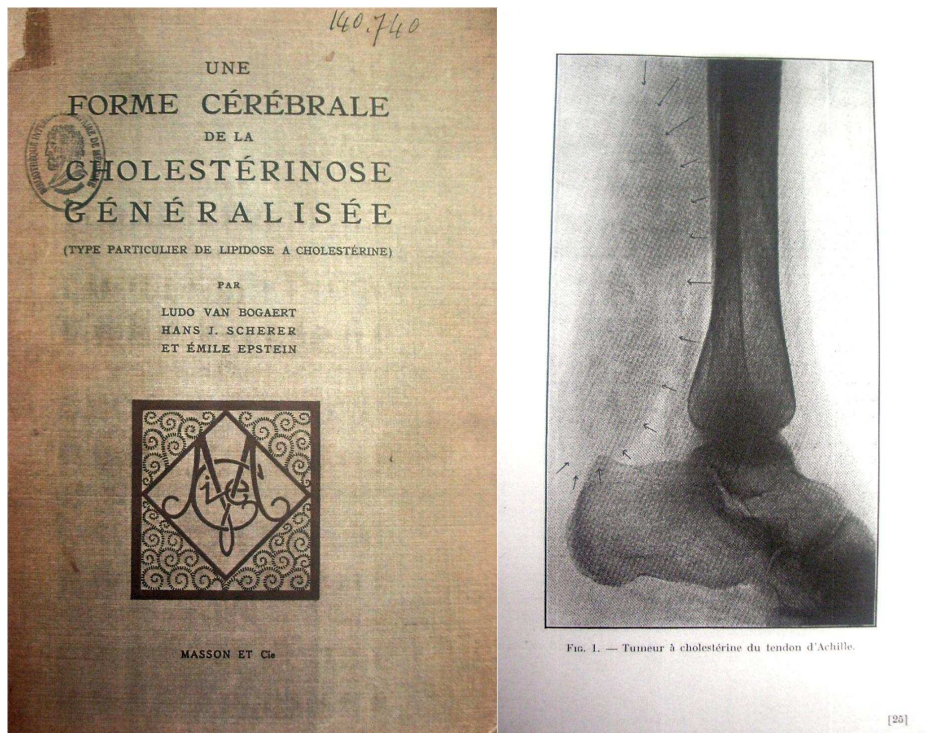 140.740
UNE
FORME CÉRÉBRALE
DE LA
CHOLESTÉRINOSE
GÉNÉRALISÉE
(TYPE PARTICULIER DE LIPIDOSE A CHOLESTÉRINE)
PAR
LUDO VAN BOGAERT
HANS J. SCHERER
ET ÉMILE EPSTEIN
MASSON ET Cie
FIG. 1. — Tumeur à cholestérine du tendon d'Achille.
[25]